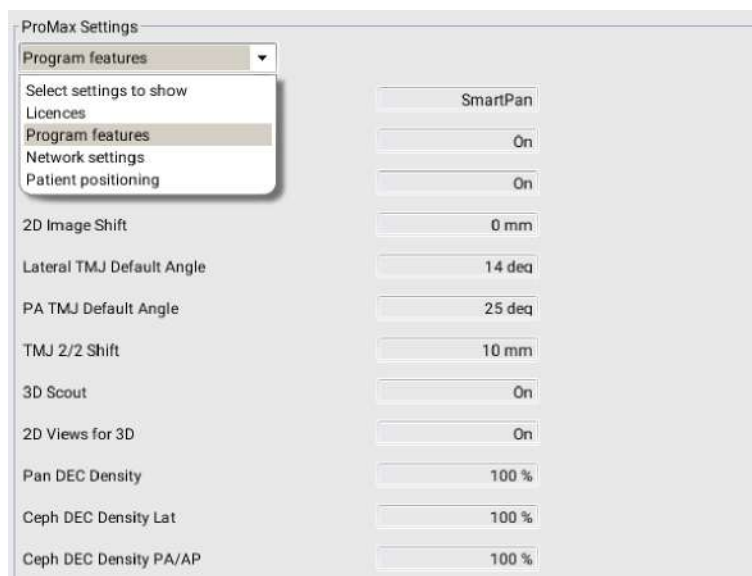 ProMax Settings
Program features
Select settings to show
Licences
Program features
Network settings
Patient positioning
SmartPan
On
On
2D Image Shift 0 mm
Lateral TMJ Default Angle 14 deg
PA TMJ Default Angle 25 deg
TMJ 2/2 Shift 10 mm
3D Scout On
2D Views for 3D On
Pan DEC Density 100 %
Ceph DEC Density Lat 100 %
Ceph DEC Density PA/AP 100 %